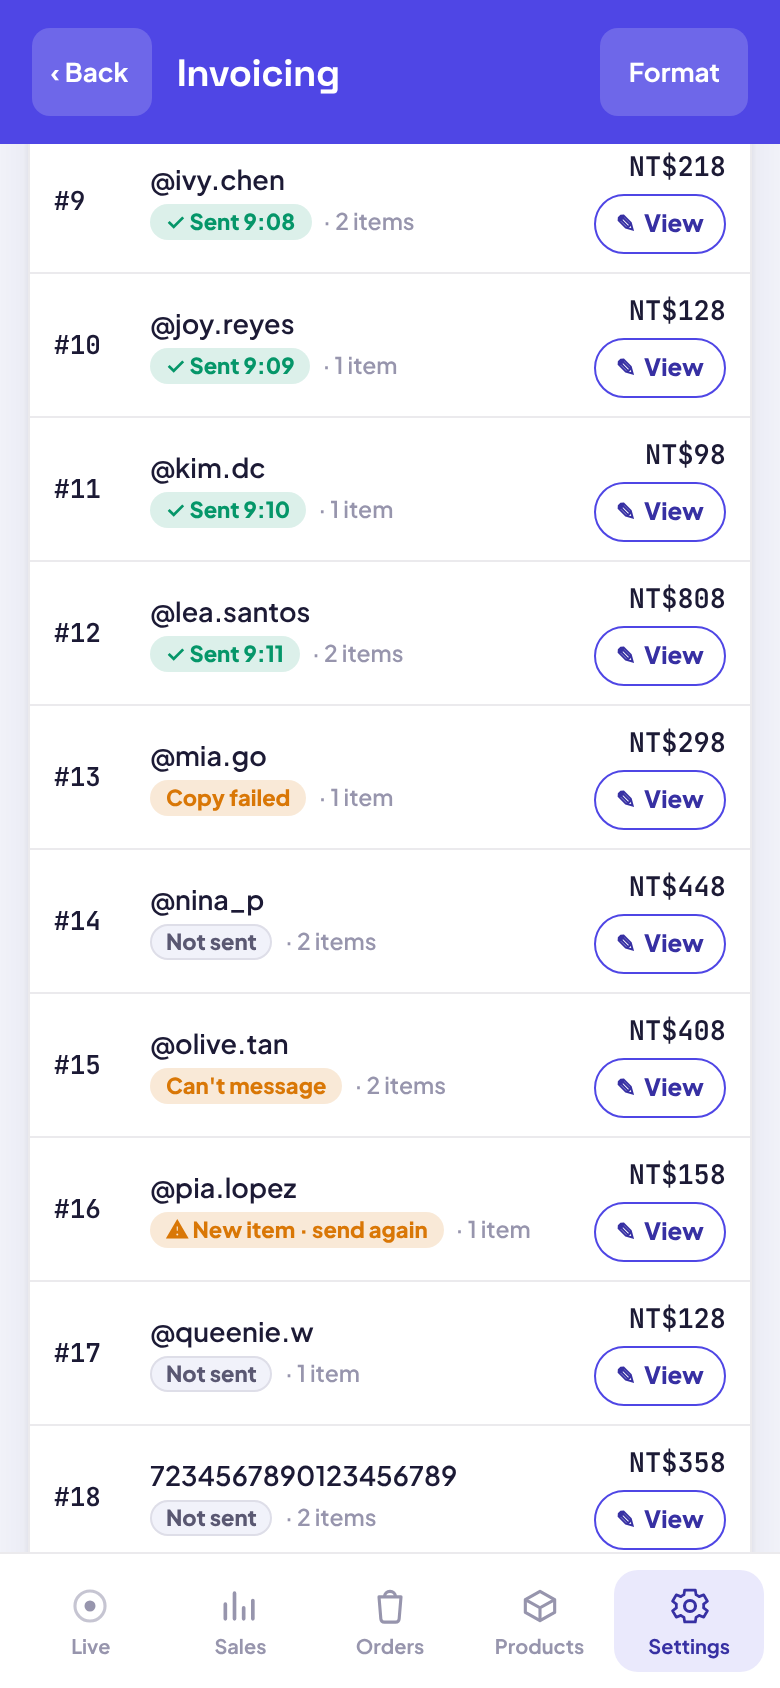 ‹ Back
Invoicing
Format
#9
@ivy.chen
✓ Sent 9:08 · 2 items
NT$218
✎ View
#10
@joy.reyes
✓ Sent 9:09 · 1 item
NT$128
✎ View
#11
@kim.dc
✓ Sent 9:10 · 1 item
NT$98
✎ View
#12
@lea.santos
✓ Sent 9:11 · 2 items
NT$808
✎ View
#13
@mia.go
Copy failed · 1 item
NT$298
✎ View
#14
@nina_p
Not sent · 2 items
NT$448
✎ View
#15
@olive.tan
Can't message · 2 items
NT$408
✎ View
#16
@pia.lopez
⚠ New item · send again · 1 item
NT$158
✎ View
#17
@queenie.w
Not sent · 1 item
NT$128
✎ View
#18
7234567890123456789
Not sent · 2 items
NT$358
✎ View
Live
Sales
Orders
Products
Settings